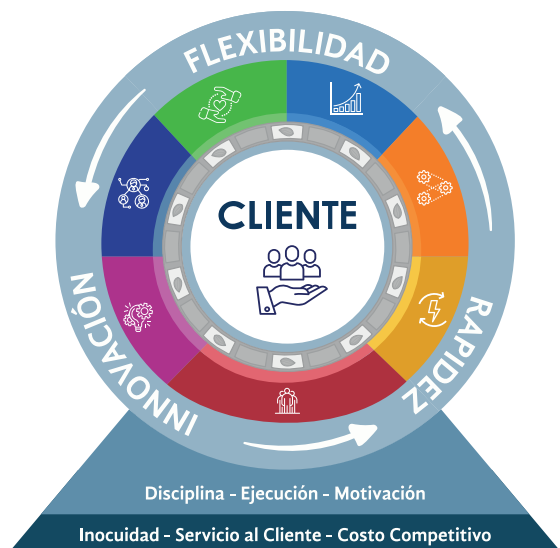 FLEXIBILIDAD
CLIENTE
INNOVACIÓN
RAPIDEZ
Disciplina - Ejecución - Motivación
Inocuidad - Servicio al Cliente - Costo Competitivo